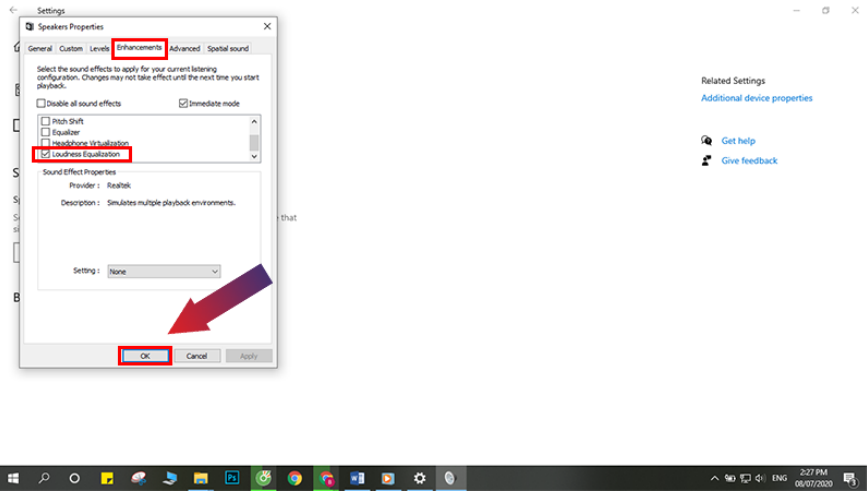 Settings
Speakers Properties
General Custom Levels Enhancements Advanced Spatial sound
Select the sound effects to apply for your current listening
configuration. Changes may not take effect until the next time you start
playback.
Disable all sound effects Immediate mode
Pitch Shift
Equalizer
Headphone Virtualization
Loudness Equalization
Sound Effect Properties
Provider : Realtek
Description : Simulates multiple playback environments.
Setting : None
OK Cancel Apply
that
Related Settings
Additional device properties
Get help
Give feedback
ENG
2:27 PM
08/07/2020